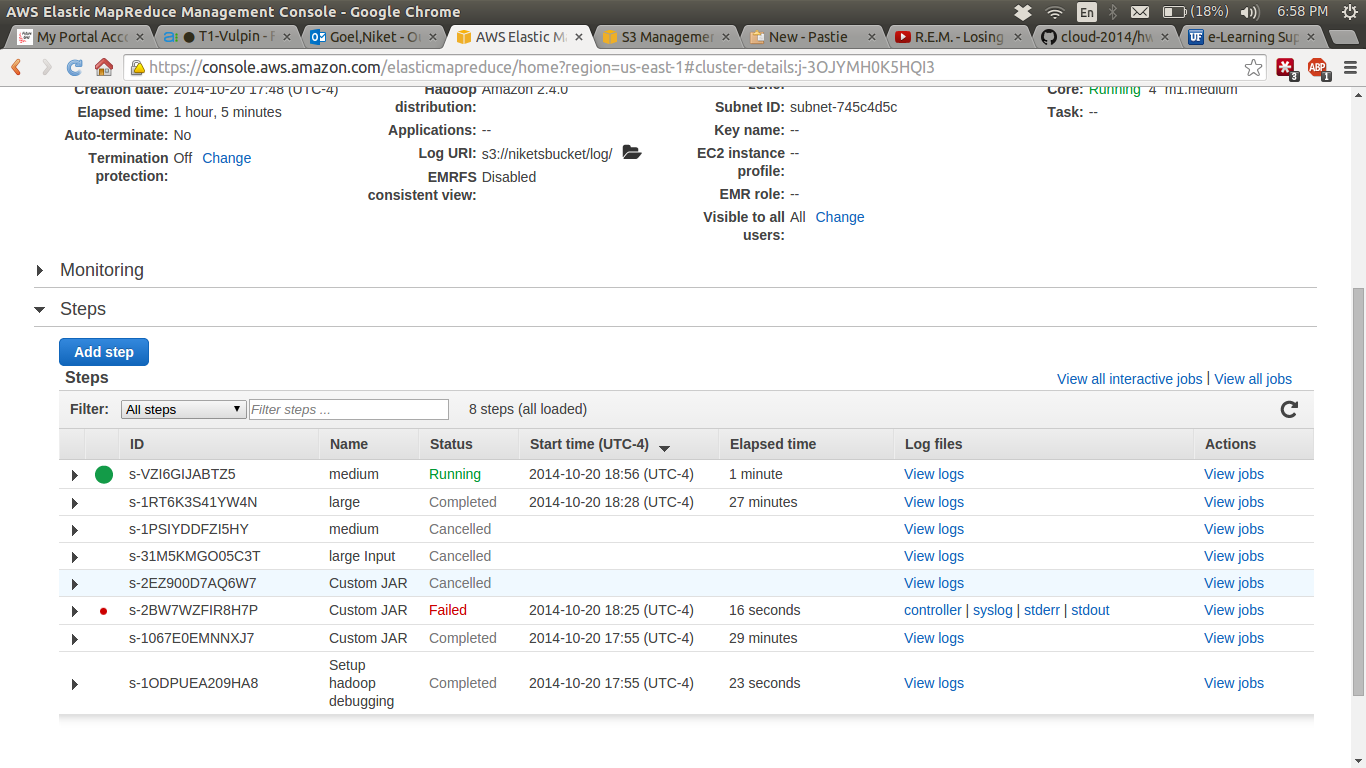 AWS Elastic MapReduce Management Console - Google Chrome
En (18%) 6:58 PM
My Portal Acc × T1-Vulpin - × Goel,Niket - O × AWS Elastic M × S3 Managemen × New - Pastie × R.E.M. - Losing × cloud-2014/hw × e-Learning Sup ×
https://console.aws.amazon.com/elasticmapreduce/home?region=us-east-1#cluster-details:j-3OJYMH0K5HQI3 3 ABP 1
Creation date: 2014-10-20 17:48 (UTC-4)
Elapsed time: 1 hour, 5 minutes
Auto-terminate: No
Termination protection: Off Change
Hadoop distribution: Amazon 2.4.0
Applications: --
Log URI: s3://niketsbucket/log/
EMRFS consistent view: Disabled
zone:
Subnet ID: subnet-745c4d5c
Key name: --
EC2 instance profile: --
EMR role: --
Visible to all users: All Change
Core: Running 4 m1.medium
Task: --
Monitoring
Steps
Add step
Steps View all interactive jobs | View all jobs
Filter: All steps Filter steps ... 8 steps (all loaded)
ID Name Status Start time (UTC-4) Elapsed time Log files Actions
s-VZI6GIJABTZ5 medium Running 2014-10-20 18:56 (UTC-4) 1 minute View logs View jobs
s-1RT6K3S41YW4N large Completed 2014-10-20 18:28 (UTC-4) 27 minutes View logs View jobs
s-1PSIYDDFZI5HY medium Cancelled View logs View jobs
s-31M5KMGO05C3T large Input Cancelled View logs View jobs
s-2EZ900D7AQ6W7 Custom JAR Cancelled View logs View jobs
s-2BW7WZFIR8H7P Custom JAR Failed 2014-10-20 18:25 (UTC-4) 16 seconds controller | syslog | stderr | stdout View jobs
s-1067E0EMNNXJ7 Custom JAR Completed 2014-10-20 17:55 (UTC-4) 29 minutes View logs View jobs
s-1ODPUEA209HA8 Setup hadoop debugging Completed 2014-10-20 17:55 (UTC-4) 23 seconds View logs View jobs